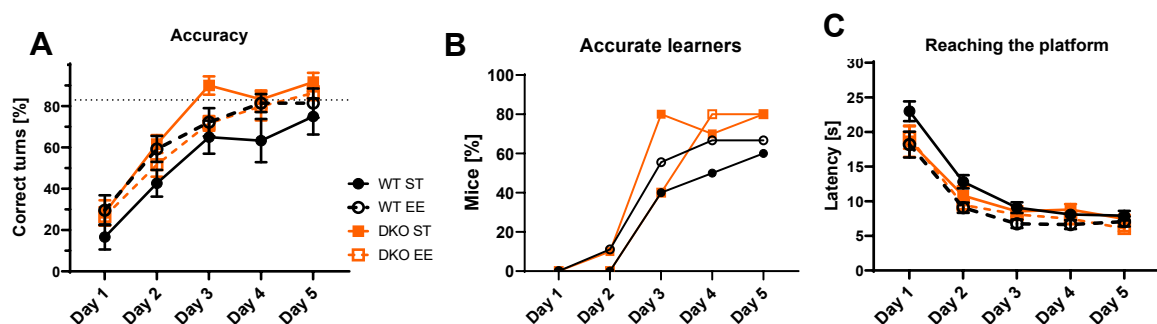 A
Accuracy
Correct turns [%]
80
60
40
20
0
Day 1
Day 2
Day 3
Day 4
Day 5
WT ST
WT EE
DKO ST
DKO EE
B
Accurate learners
Mice [%]
100
80
60
40
20
0
Day 1
Day 2
Day 3
Day 4
Day 5
C
Reaching the platform
Latency [s]
30
25
20
15
10
5
0
Day 1
Day 2
Day 3
Day 4
Day 5